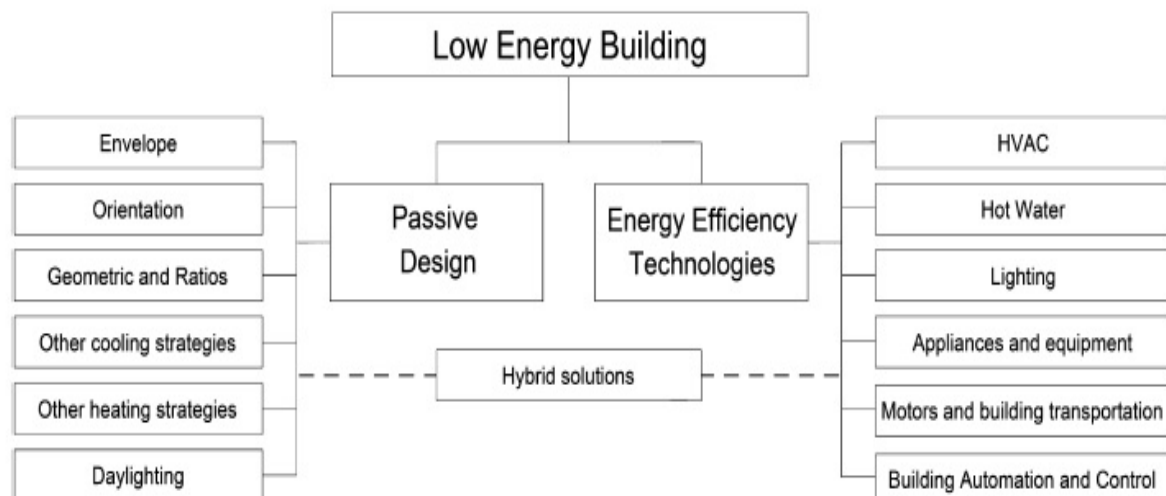 Low Energy Building
Envelope
Orientation
Geometric and Ratios
Other cooling strategies
Other heating strategies
Daylighting
Passive
Design
Energy Efficiency
Technologies
Hybrid solutions
HVAC
Hot Water
Lighting
Appliances and equipment
Motors and building transportation
Building Automation and Control